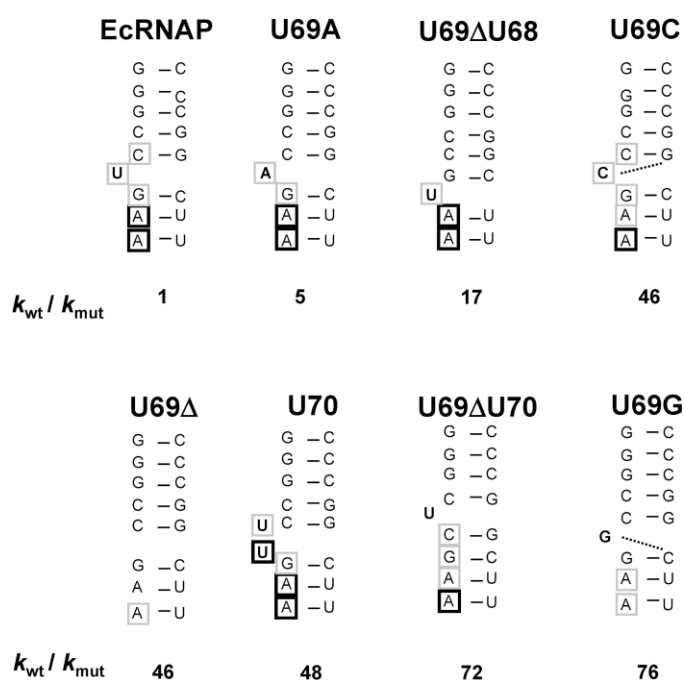 EcRNAP U69A U69ΔU68 U69C
G – C G – C G – C G – C
G – C G – C G – C G – C
G – C G – C G – C G – C
C – G C – G C – G C – G
C – G C – G C – G C – G
U A G – C C
G – C G – C U G – C
A – U A – U A – U A – U
A – U A – U A – U A – U
kwt / kmut 1 5 17 46
U69Δ U70 U69ΔU70 U69G
G – C G – C G – C G – C
G – C G – C G – C G – C
G – C G – C G – C G – C
C – G C – G C – G C – G
C – G U C – G U C – G
U C – G G
G – C G – C G – C G – C
A – U A – U A – U A – U
A – U A – U A – U A – U
kwt / kmut 46 48 72 76